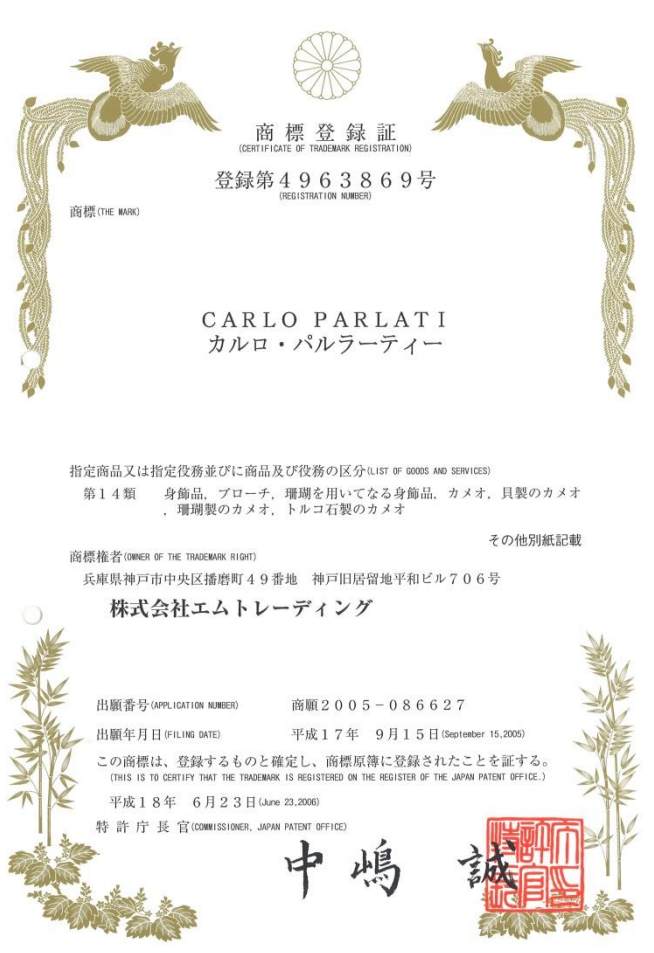 商標登録証
(CERTIFICATE OF TRADEMARK REGISTRATION)
登録第4963869号
(REGISTRATION NUMBER)
商標(THE MARK)
CARLO PARLATI
カルロ・パルラーティー
指定商品又は指定役務並びに商品及び役務の区分(LIST OF GOODS AND SERVICES)
第14類 身飾品，ブローチ，珊瑚を用いてなる身飾品，カメオ，貝製のカメオ
，珊瑚製のカメオ，トルコ石製のカメオ
その他別紙記載
商標権者(OWNER OF THE TRADEMARK RIGHT)
兵庫県神戸市中央区播磨町49番地 神戸旧居留地平和ビル706号
株式会社エムトレーディング
出願番号(APPLICATION NUMBER) 商願2005-086627
出願年月日(FILING DATE) 平成17年 9月15日(September 15,2005)
この商標は、登録するものと確定し、商標原簿に登録されたことを証する。
(THIS IS TO CERTIFY THAT THE TRADEMARK IS REGISTERED ON THE REGISTER OF THE JAPAN PATENT OFFICE.)
平成18年 6月23日(June 23,2006)
特許庁長官(COMMISSIONER, JAPAN PATENT OFFICE)
中嶋 誠